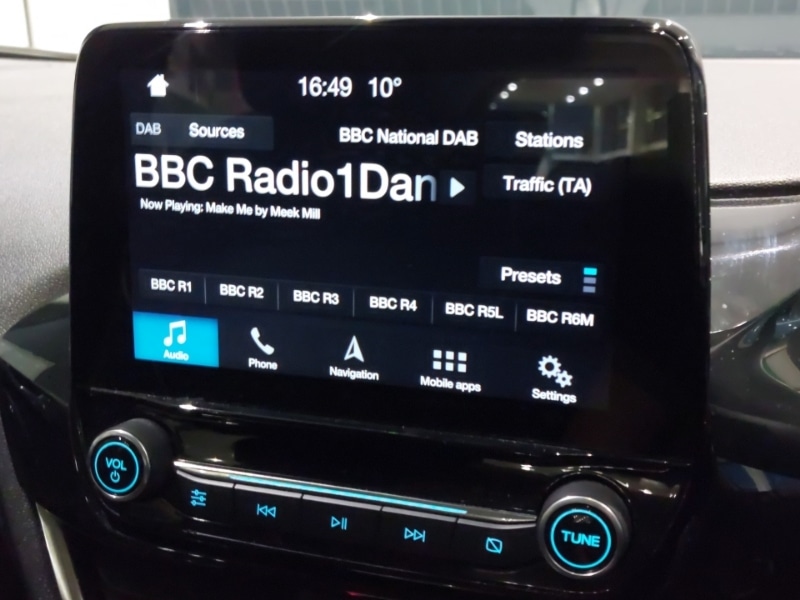 16:49 10°
DAB Sources BBC National DAB Stations
BBC Radio1Dan Traffic (TA)
Now Playing: Make Me by Meek Mill
Presets
BBC R1 BBC R2 BBC R3 BBC R4 BBC R5L BBC R6M
Audio Phone Navigation Mobile apps Settings
VOL
TUNE